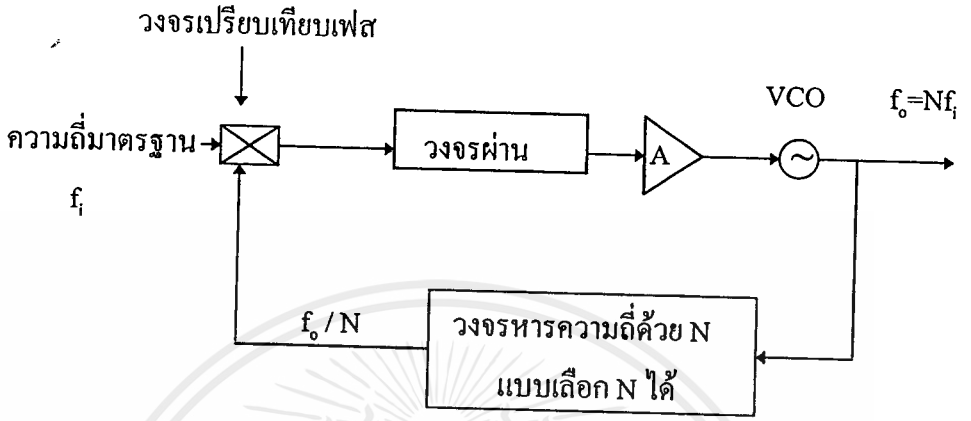 วงจรเปรียบเทียบเฟส
VCO
f₀=Nfᵢ
ความถี่มาตรฐาน
วงจรผ่าน
A
fᵢ
f₀ / N
วงจรหารความถี่ด้วย N
แบบเลือก N ได้